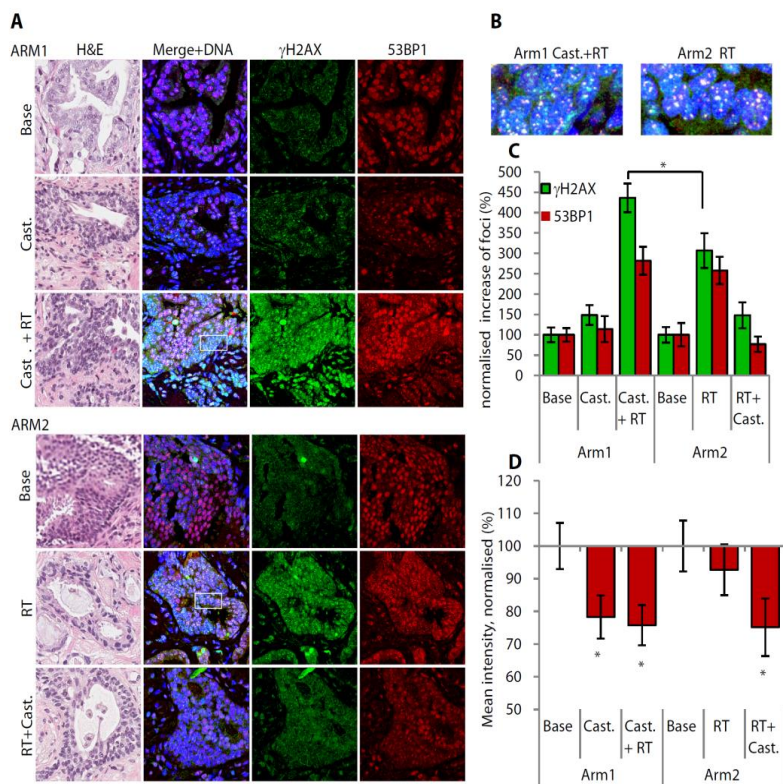 A
ARM1 H&E Merge+DNA γH2AX 53BP1
Base
Cast.
Cast . + RT
ARM2
Base
RT
RT+Cast.
B
Arm1 Cast.+RT Arm2 RT
C
normalised increase of foci (%)
500
450
400
350
300
250
200
150
100
50
0
*
γH2AX
53BP1
Base Cast. Cast. + RT Base RT RT+ Cast.
Arm1 Arm2
D
Mean intensity, normalised (%)
120
110
100
90
80
70
60
50
* * *
Base Cast. Cast. + RT Base RT RT+ Cast.
Arm1 Arm2